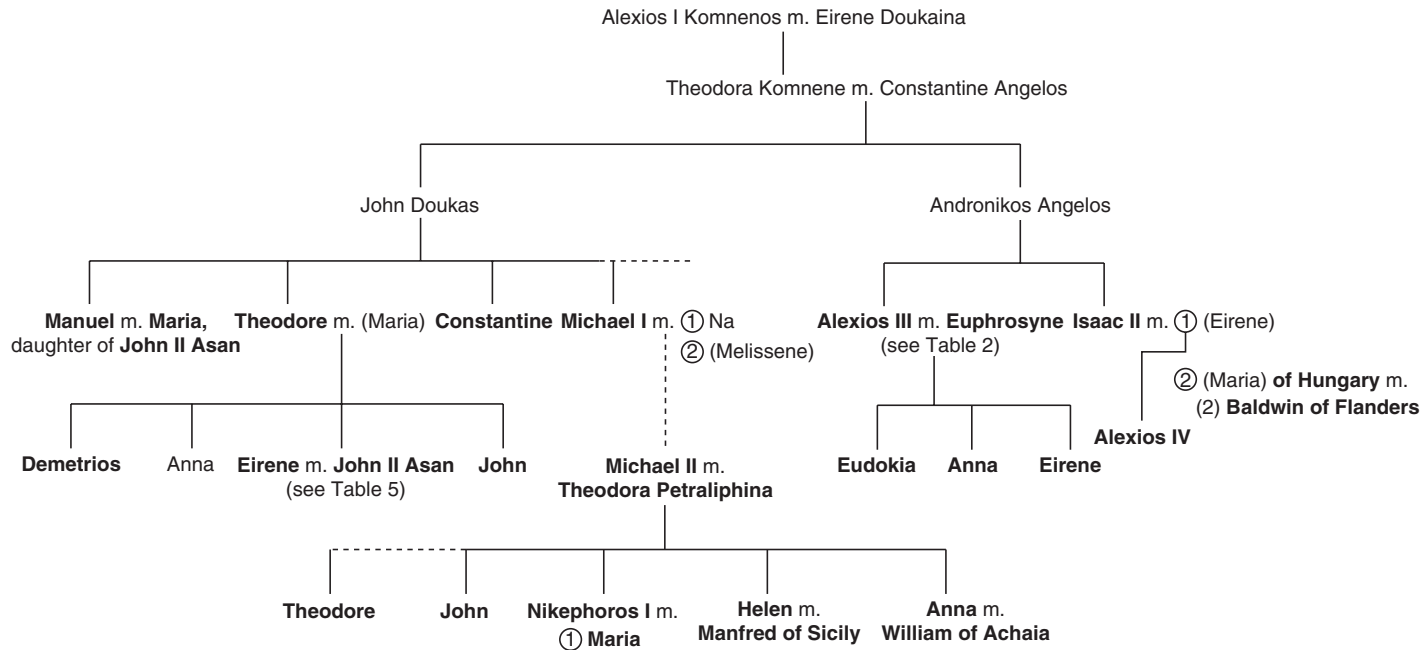 Alexios I Komnenos m. Eirene Doukaina
Theodora Komnene m. Constantine Angelos
John Doukas
Andronikos Angelos
Manuel m. Maria,
daughter of John II Asan
Theodore m. (Maria)
Constantine
Michael I m. ① Na
② (Melissene)
Alexios III m. Euphrosyne
(see Table 2)
Isaac II m. ① (Eirene)
② (Maria) of Hungary m.
(2) Baldwin of Flanders
Alexios IV
Demetrios
Anna
Eirene m. John II Asan
(see Table 5)
John
Michael II m.
Theodora Petraliphina
Eudokia
Anna
Eirene
Theodore
John
Nikephoros I m.
① Maria
Helen m.
Manfred of Sicily
Anna m.
William of Achaia